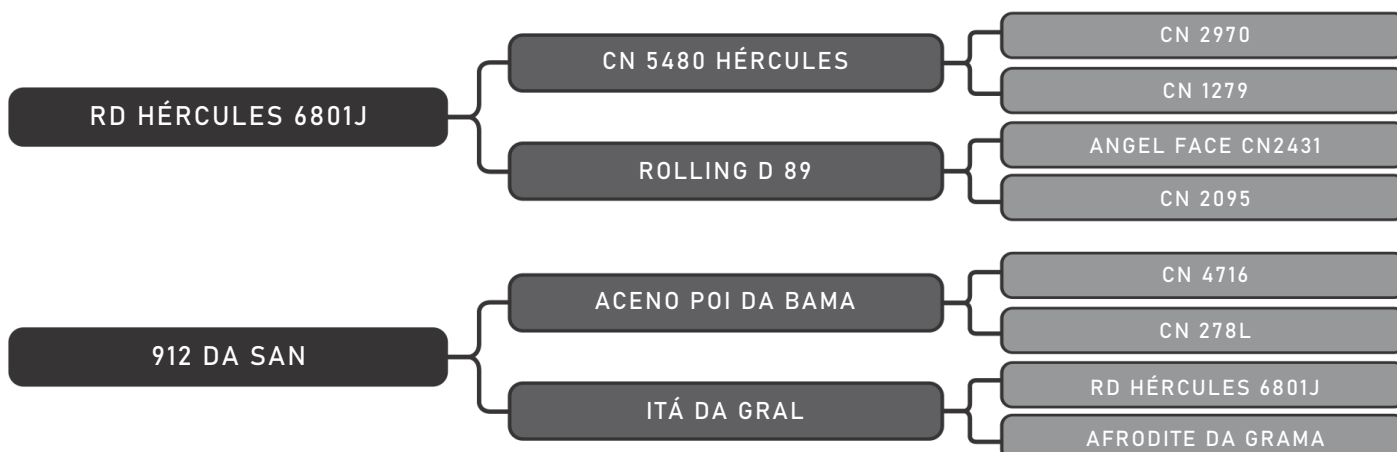 RD HÉRCULES 6801J
CN 5480 HÉRCULES
CN 2970
CN 1279
ROLLING D 89
ANGEL FACE CN2431
CN 2095
912 DA SAN
ACENO POI DA BAMA
CN 4716
CN 278L
ITÁ DA GRAL
RD HÉRCULES 6801J
AFRODITE DA GRAMA